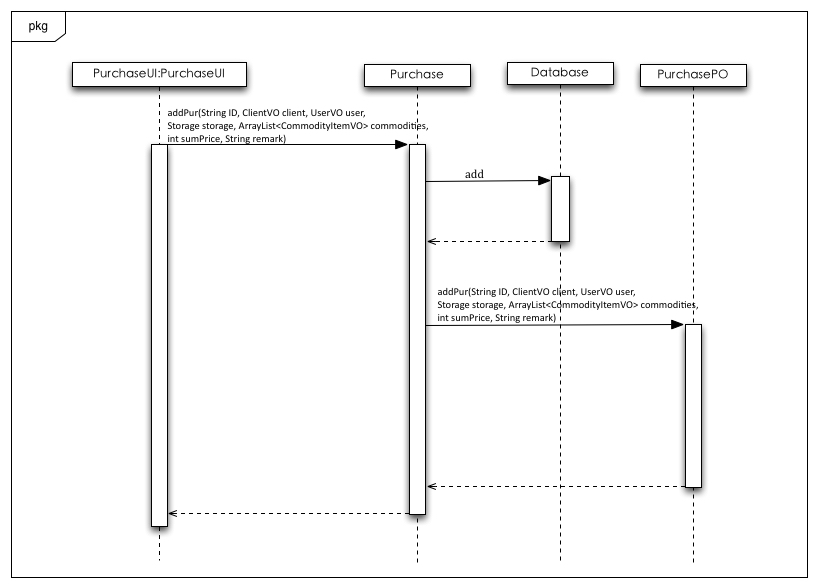 pkg
PurchaseUI:PurchaseUI
Purchase
Database
PurchasePO
addPur(String ID, ClientVO client, UserVO user,
Storage storage, ArrayList<CommodityItemVO> commodities,
int sumPrice, String remark)
add
addPur(String ID, ClientVO client, UserVO user,
Storage storage, ArrayList<CommodityItemVO> commodities,
int sumPrice, String remark)